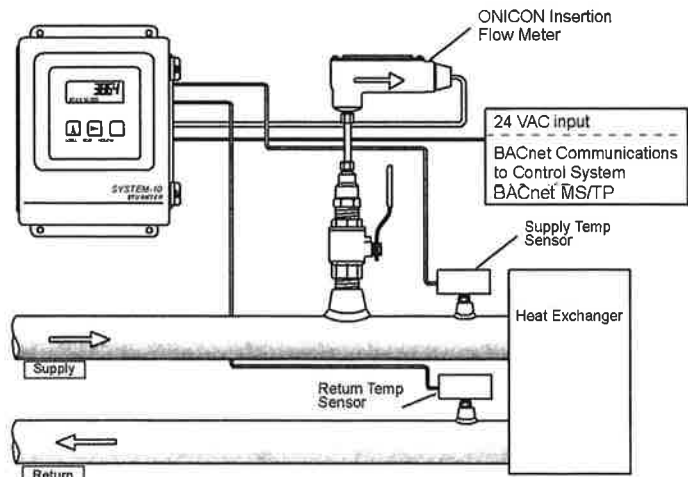 ONICON Insertion
Flow Meter
3864
24 VAC input
BACnet Communications
to Control System
BACnet MS/TP
SYSTEM-10
Supply Temp
Sensor
Heat Exchanger
Supply
Return Temp
Sensor
Return